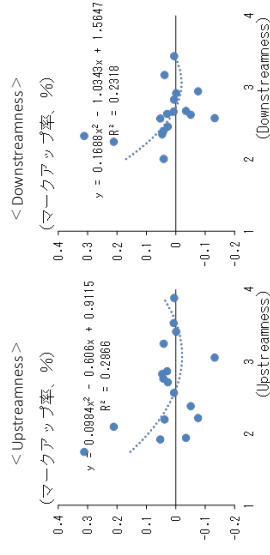 ＜Upstreamness＞
(マークアップ率、%)
0.4
0.3
0.2
0.1
0
-0.1
-0.2
y = 0.0984x² - 0.606x + 0.9115
R² = 0.2866
1
2
3
4
(Upstreamness)
＜Downstreamness＞
(マークアップ率、%)
0.4
0.3
0.2
0.1
0
-0.1
-0.2
y = 0.1688x² - 1.0343x + 1.5647
R² = 0.2318
1
2
3
4
(Downstreamness)